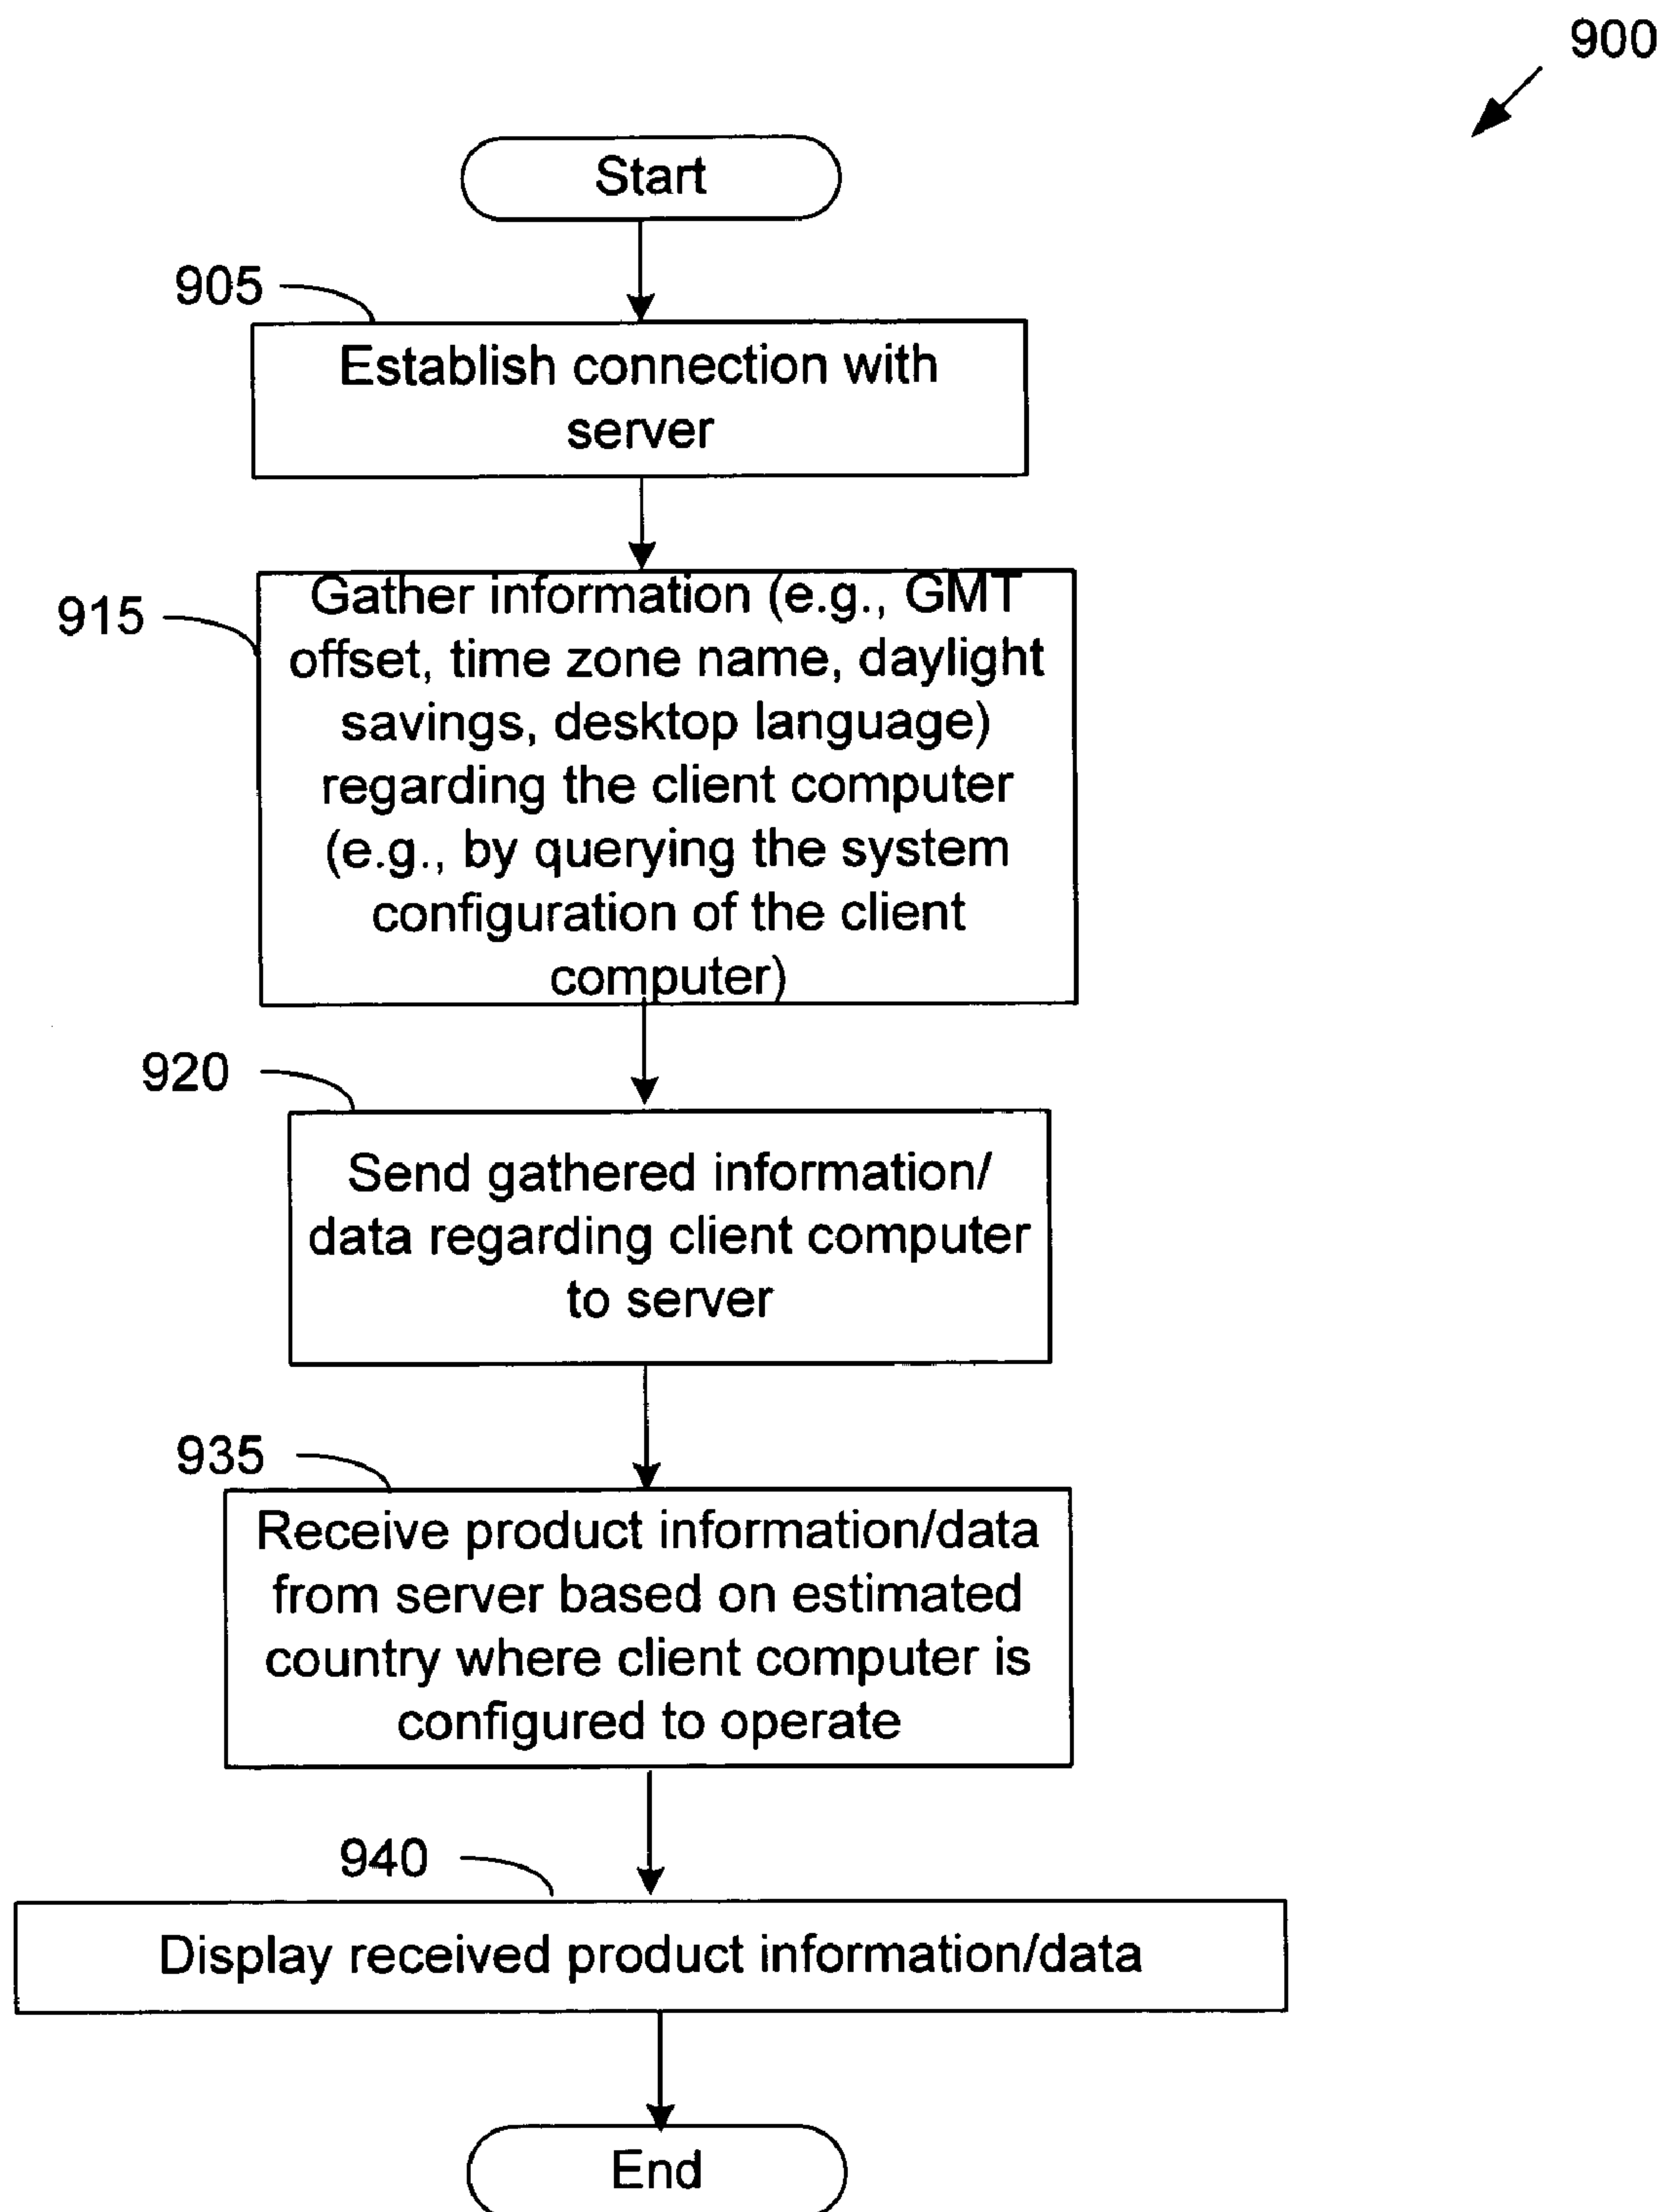 900
Start
905
Establish connection with
server
915
Gather information (e.g., GMT
offset, time zone name, daylight
savings, desktop language)
regarding the client computer
(e.g., by querying the system
configuration of the client
computer)
920
Send gathered information/
data regarding client computer
to server
935
Receive product information/data
from server based on estimated
country where client computer is
configured to operate
940
Display received product information/data
End